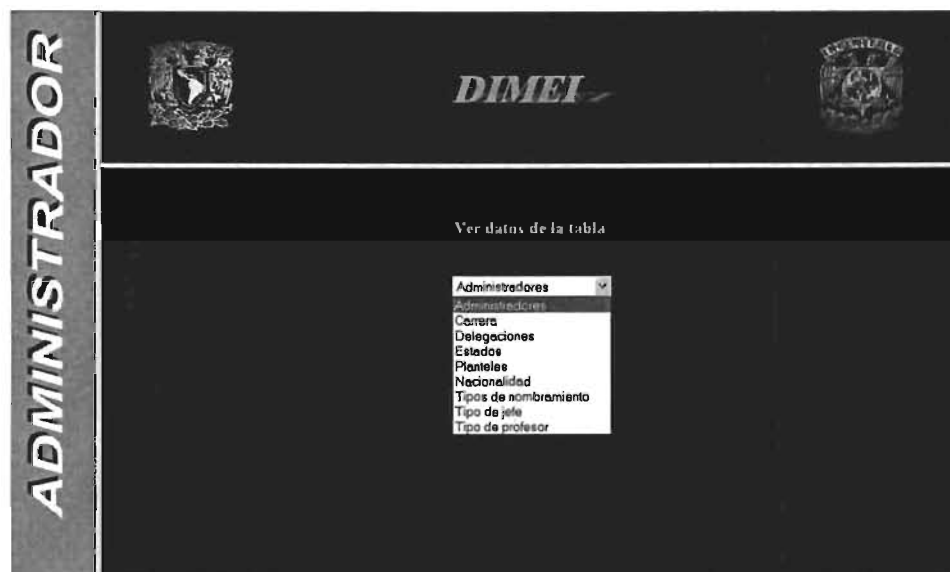 ADMINISTRADOR
DIMEI
Ver datos de la tabla
Administradores
Administradores
Carrera
Delegaciones
Estados
Planteles
Nacionalidad
Tipos de nombramiento
Tipo de jefe
Tipo de profesor